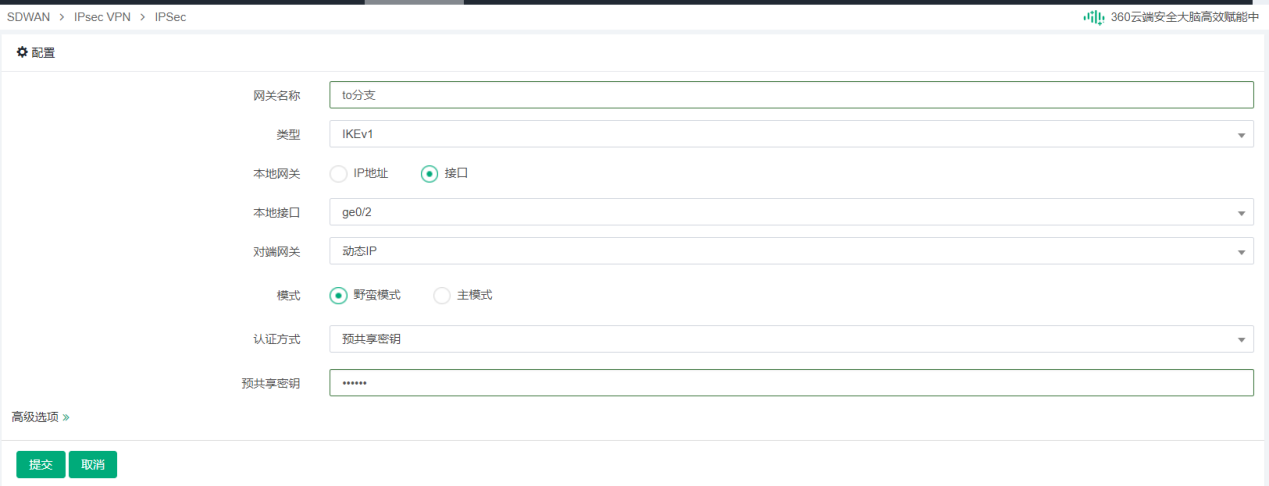 SDWAN > IPsec VPN > IPSec 360云端安全大脑高效赋能中
配置
网关名称 to分支
类型 IKEv1
本地网关 IP地址 接口
本地接口 ge0/2
对端网关 动态IP
模式 野蛮模式 主模式
认证方式 预共享密钥
预共享密钥 ••••••
高级选项 »
提交 取消